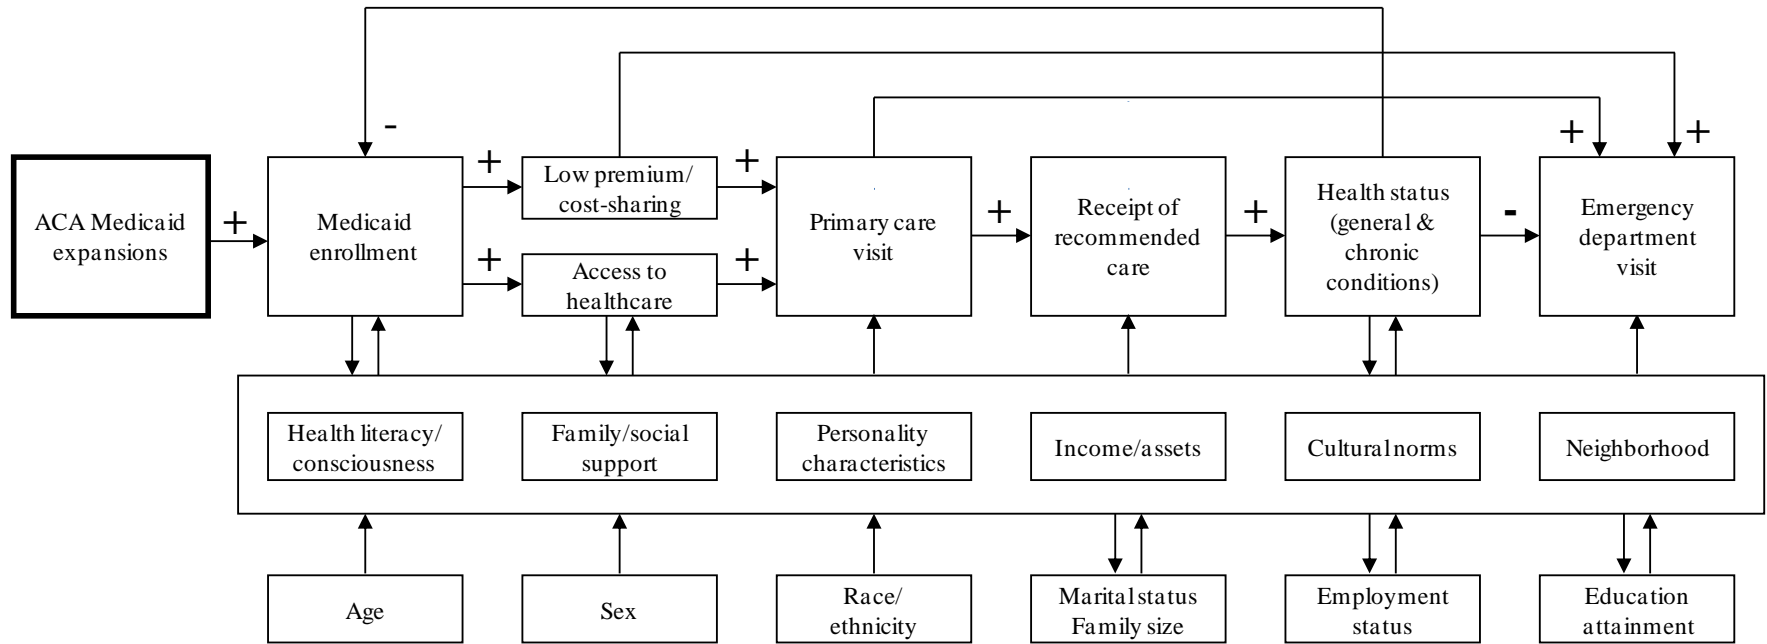 -
+
+
ACA Medicaid
expansions
+
Medicaid
enrollment
+
Low premium/
cost-sharing
+
+
Access to
healthcare
+
Primary care
visit
+
Receipt of
recommended
care
+
Health status
(general &
chronic
conditions)
-
Emergency
department
visit
Health literacy/
consciousness
Family/social
support
Personality
characteristics
Income/assets
Cultural norms
Neighborhood
Age
Sex
Race/
ethnicity
Marital status
Family size
Employment
status
Education
attainment